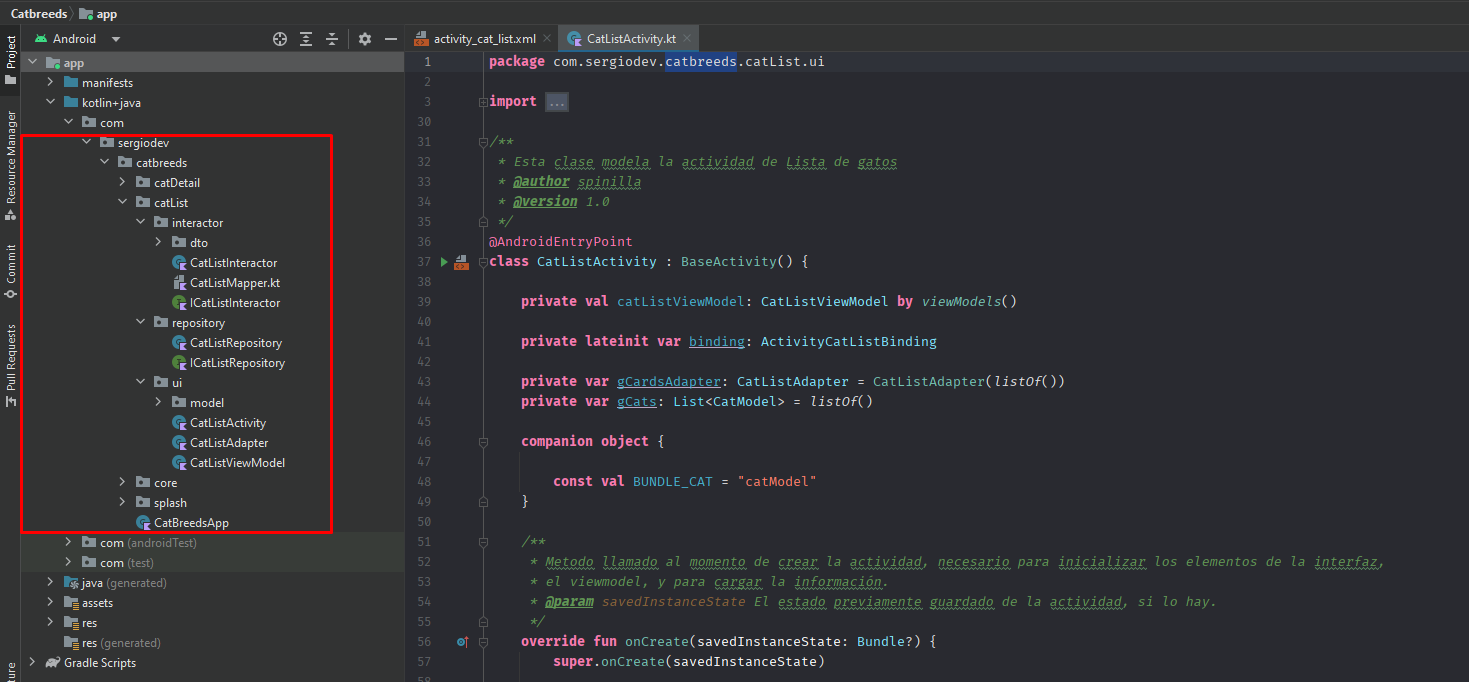 Catbreeds app
Project
Resource Manager
Commit
Pull Requests
Android
app
manifests
kotlin+java
com
sergiodev
catbreeds
catDetail
catList
interactor
dto
CatListInteractor
CatListMapper.kt
ICatListInteractor
repository
CatListRepository
ICatListRepository
ui
model
CatListActivity
CatListAdapter
CatListViewModel
core
splash
CatBreedsApp
com (androidTest)
com (test)
java (generated)
assets
res
res (generated)
Gradle Scripts
activity_cat_list.xml CatListActivity.kt
1 package com.sergiodev.catbreeds.catList.ui
2
3 import ...
30
31 /**
32 * Esta clase modela la actividad de Lista de gatos
33 * @author spinilla
34 * @version 1.0
35 */
36 @AndroidEntryPoint
37 class CatListActivity : BaseActivity() {
38
39 private val catListViewModel: CatListViewModel by viewModels()
40
41 private lateinit var binding: ActivityCatListBinding
42
43 private var gCardsAdapter: CatListAdapter = CatListAdapter(listOf())
44 private var gCats: List<CatModel> = listOf()
45
46 companion object {
47
48 const val BUNDLE_CAT = "catModel"
49 }
50
51 /**
52 * Metodo llamado al momento de crear la actividad, necesario para inicializar los elementos de la interfaz,
53 * el viewmodel, y para cargar la información.
54 * @param savedInstanceState El estado previamente guardado de la actividad, si lo hay.
55 */
56 override fun onCreate(savedInstanceState: Bundle?) {
57 super.onCreate(savedInstanceState)